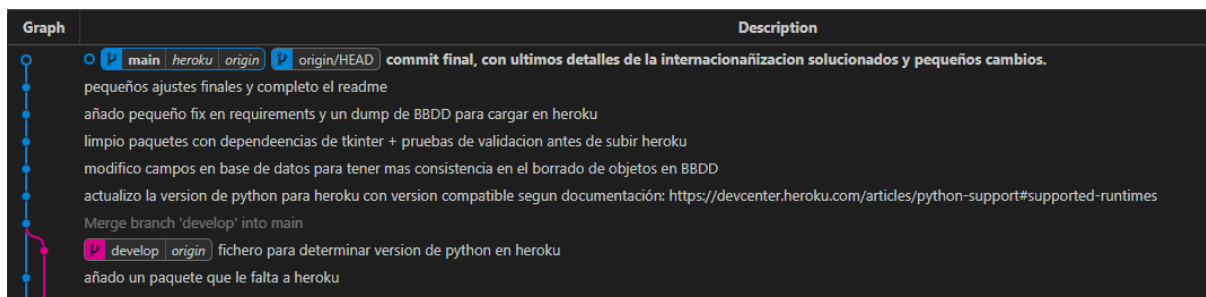 Graph Description
main heroku origin origin/HEAD commit final, con ultimos detalles de la internacionañizacion solucionados y pequeños cambios.
pequeños ajustes finales y completo el readme
añado pequeño fix en requirements y un dump de BBDD para cargar en heroku
limpio paquetes con dependeencias de tkinter + pruebas de validacion antes de subir heroku
modifico campos en base de datos para tener mas consistencia en el borrado de objetos en BBDD
actualizo la version de python para heroku con version compatible segun documentación: https://devcenter.heroku.com/articles/python-support#supported-runtimes
Merge branch 'develop' into main
develop origin fichero para determinar version de python en heroku
añado un paquete que le falta a heroku